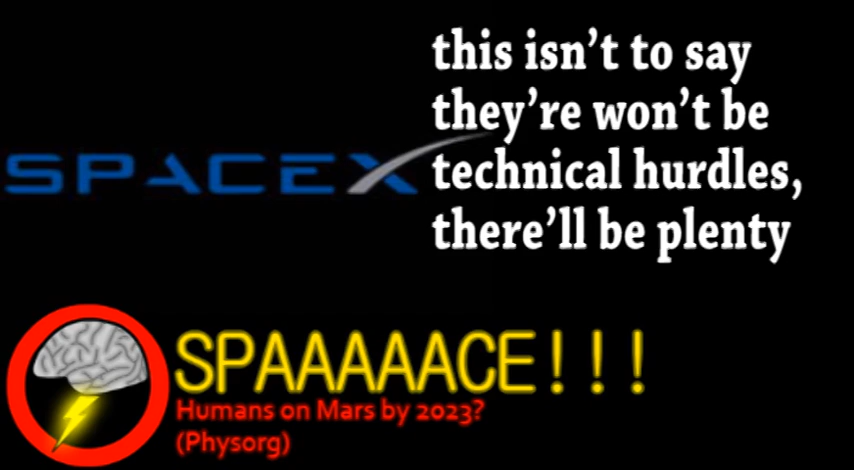 this isn't to say
they're won't be
SPACEX
technical hurdles,
there'll be plenty
SPAAAAAACE!!!
Humans on Mars by 2023?
(Physorg)